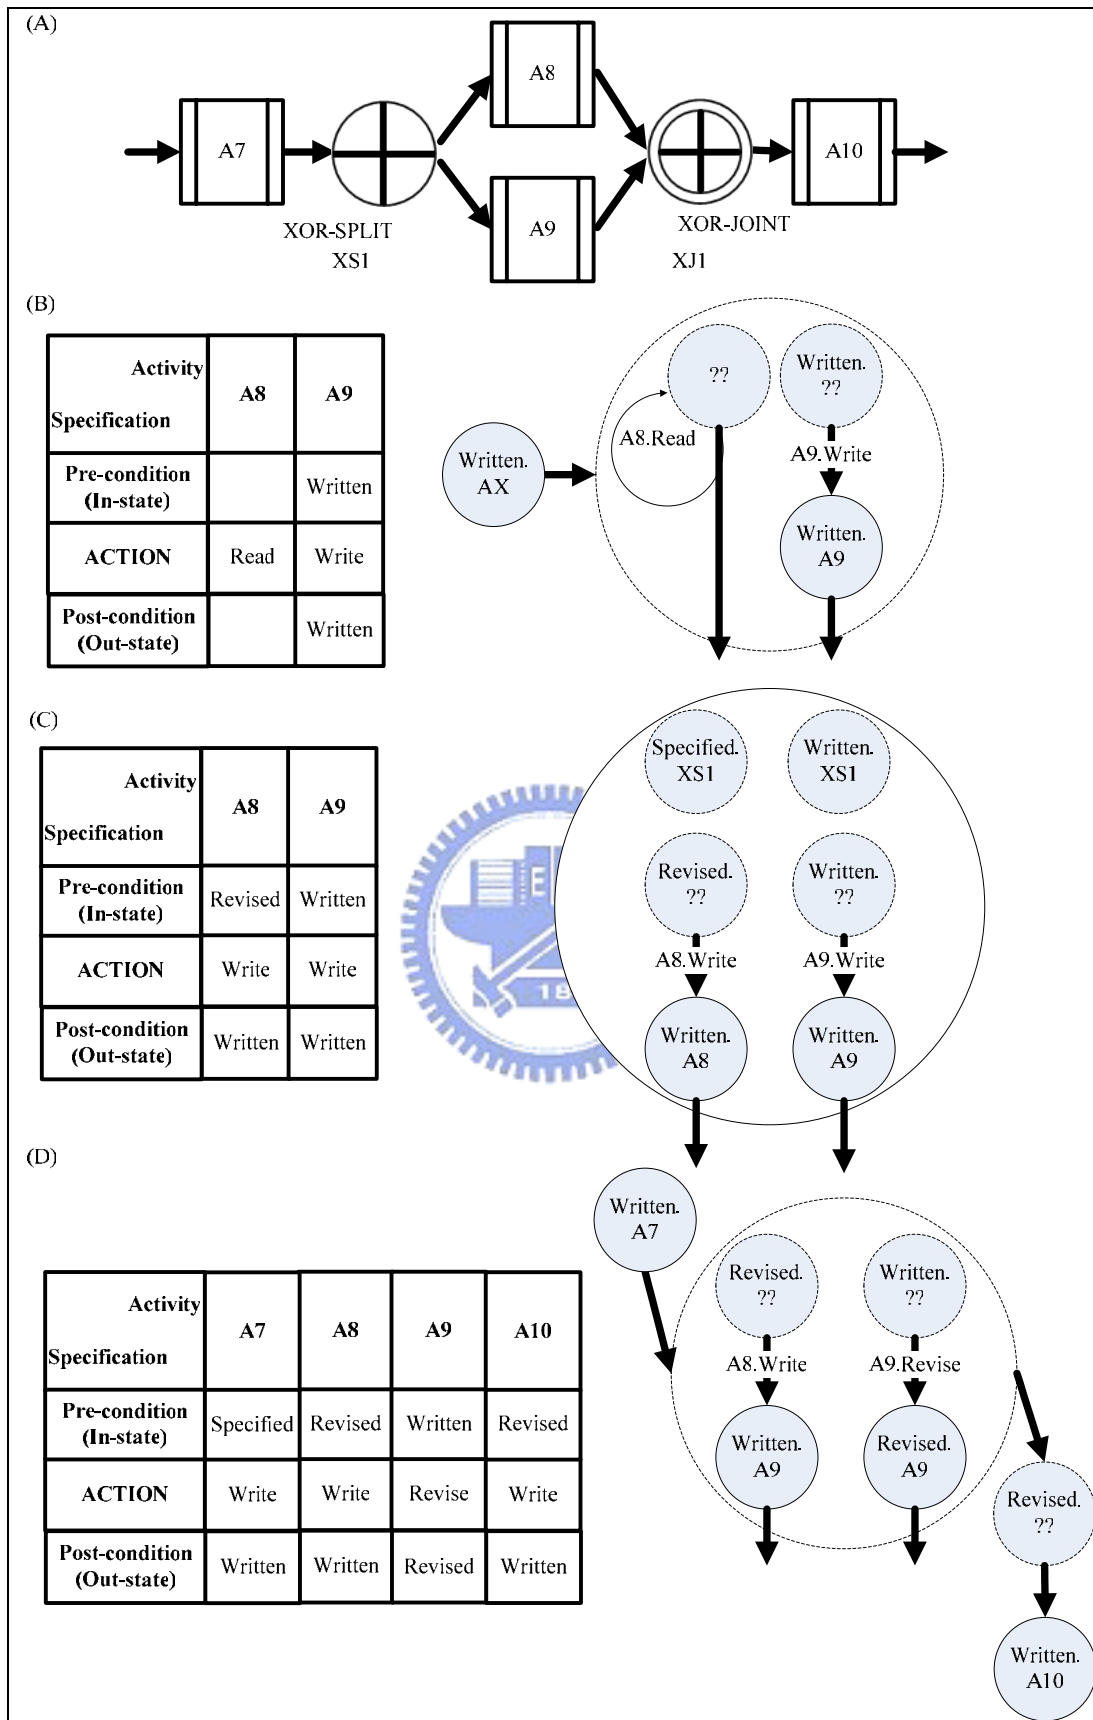 (A)
A7
A8
A9
A10
XOR-SPLIT
XS1
XOR-JOINT
XJ1
(B)
Activity
Specification
A8
A9
Pre-condition
(In-state)
Written
ACTION
Read
Write
Post-condition
(Out-state)
Written
Written.
AX
??
A8.Read
Written.
??
A9.Write
Written.
A9
(C)
Activity
Specification
A8
A9
Pre-condition
(In-state)
Revised
Written
ACTION
Write
Write
Post-condition
(Out-state)
Written
Written
Specified.
XS1
Written.
XS1
Revised.
??
Written.
??
A8.Write
A9.Write
Written.
A8
Written.
A9
E
18
(D)
Activity
Specification
A7
A8
A9
A10
Pre-condition
(In-state)
Specified
Revised
Written
Revised
ACTION
Write
Write
Revise
Write
Post-condition
(Out-state)
Written
Written
Revised
Written
Written.
A7
Revised.
??
Written.
??
A8.Write
A9.Revise
Written.
A9
Revised.
A9
Revised.
??
Written.
A10